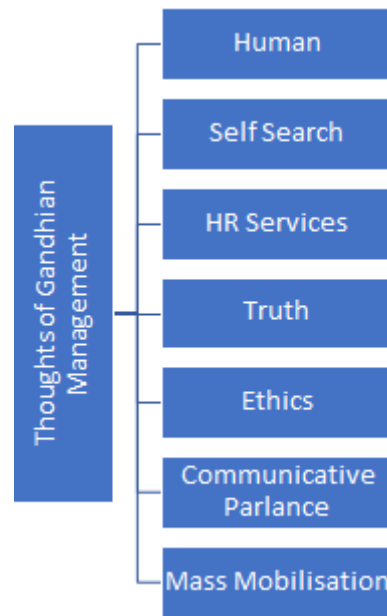 Thoughts of Gandhian
Management
Human
Self Search
HR Services
Truth
Ethics
Communicative
Parlance
Mass Mobilisation